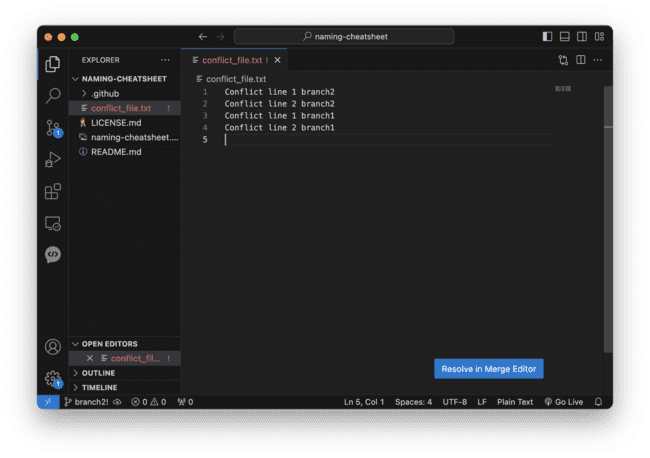 naming-cheatsheet
EXPLORER
NAMING-CHEATSHEET
.github
conflict_file.txt !
LICENSE.md
naming-cheatsheet....
README.md
OPEN EDITORS
conflict_fil... !
OUTLINE
TIMELINE
conflict_file.txt !
conflict_file.txt
1 Conflict line 1 branch2
2 Conflict line 2 branch2
3 Conflict line 1 branch1
4 Conflict line 2 branch1
5
Resolve in Merge Editor
1
1
branch2! 0 0 0 Ln 5, Col 1 Spaces: 4 UTF-8 LF Plain Text Go Live